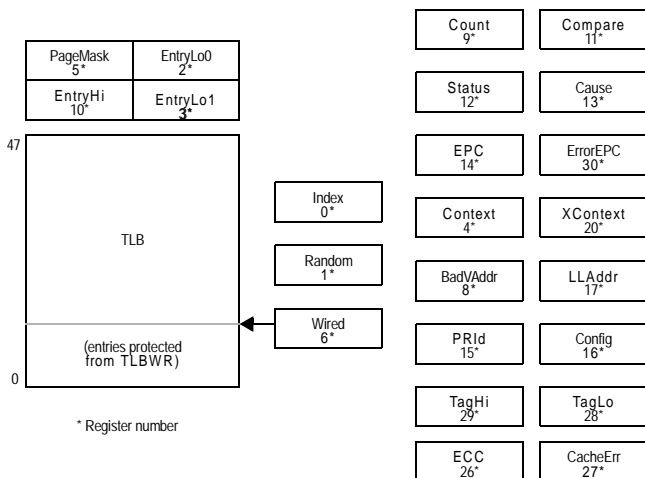 PageMask
5*
EntryLo0
2*
EntryHi
10*
EntryLo1
3*
47
TLB
(entries protected
from TLBWR)
0
* Register number
Index
0*
Random
1*
Wired
6*
Count
9*
Compare
11*
Status
12*
Cause
13*
EPC
14*
ErrorEPC
30*
Context
4*
XContext
20*
BadVAddr
8*
LLAddr
17*
PRId
15*
Config
16*
TagHi
29*
TagLo
28*
ECC
26*
CacheErr
27*